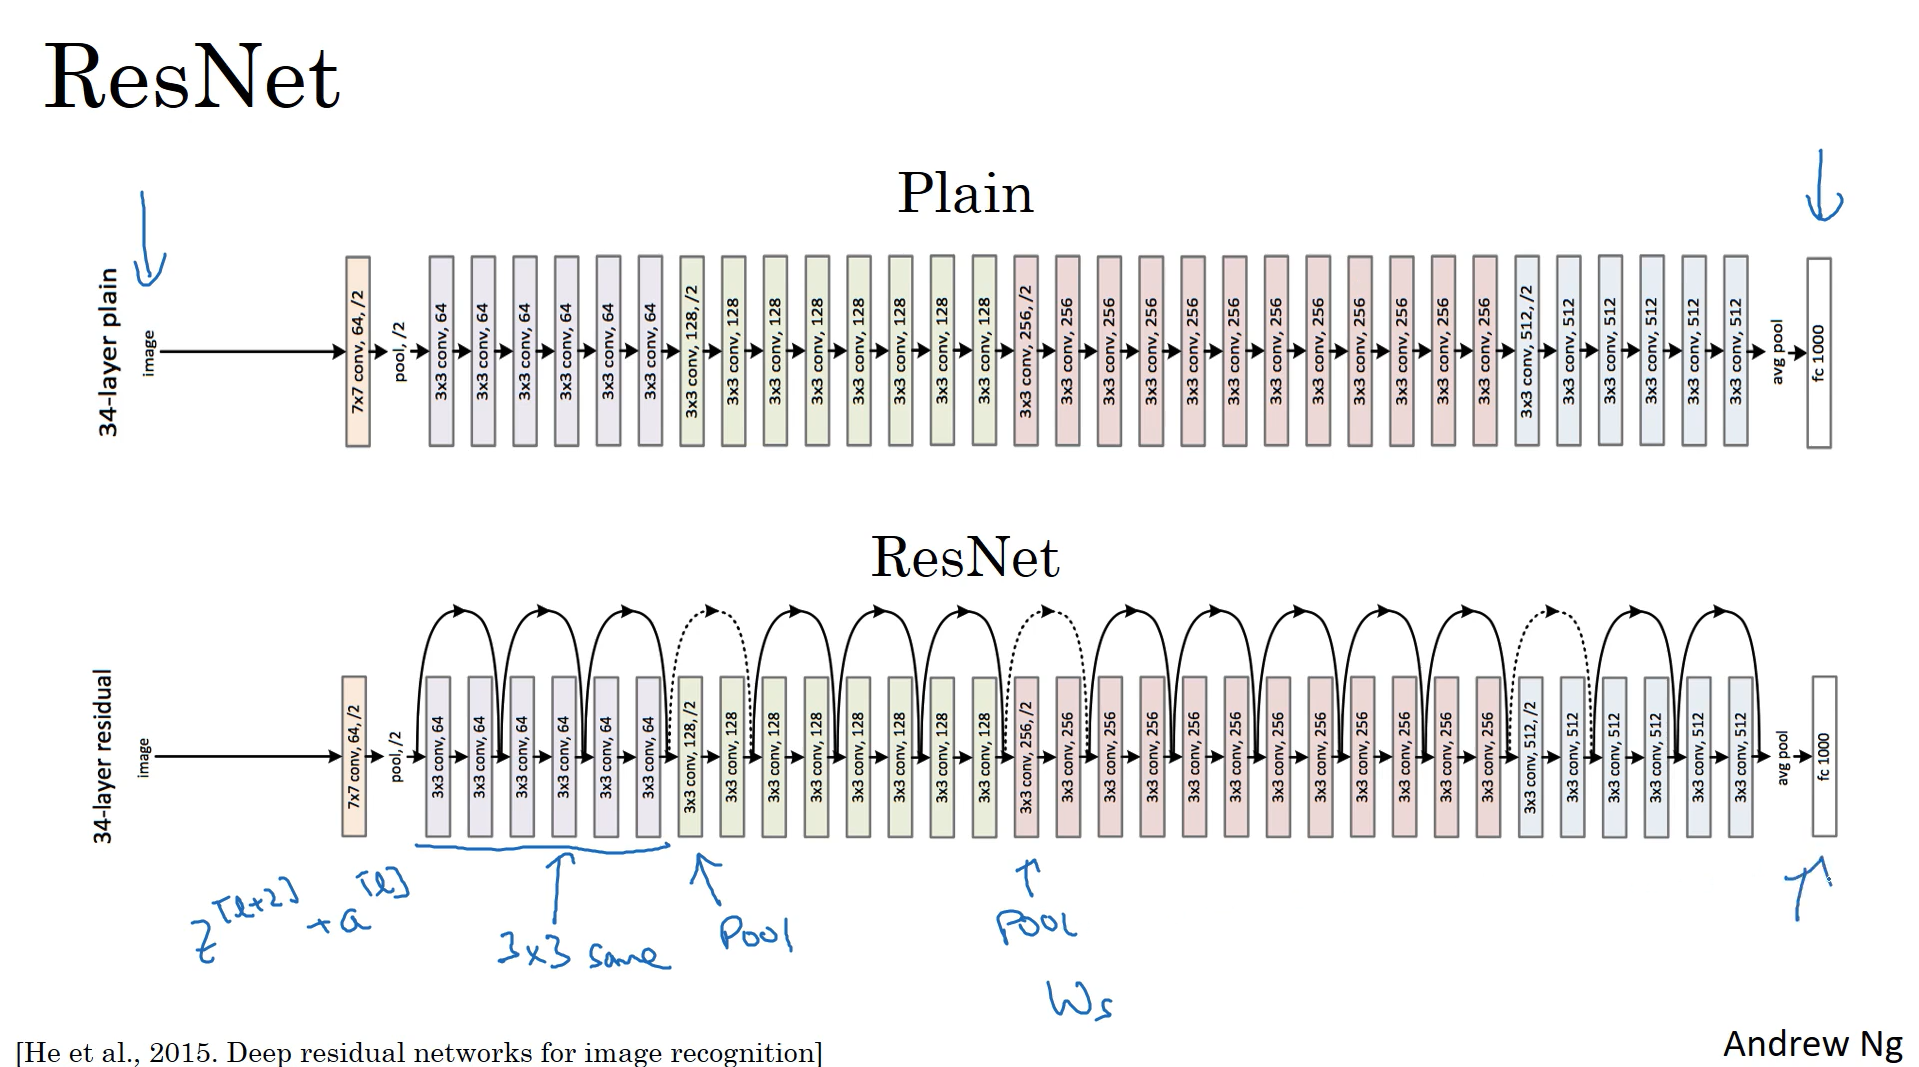 ResNet
Plain
34-layer plain
image
7x7 conv, 64, /2
pool, /2
3x3 conv, 64
3x3 conv, 64
3x3 conv, 64
3x3 conv, 64
3x3 conv, 64
3x3 conv, 64
3x3 conv, 128, /2
3x3 conv, 128
3x3 conv, 128
3x3 conv, 128
3x3 conv, 128
3x3 conv, 128
3x3 conv, 128
3x3 conv, 128
3x3 conv, 256, /2
3x3 conv, 256
3x3 conv, 256
3x3 conv, 256
3x3 conv, 256
3x3 conv, 256
3x3 conv, 256
3x3 conv, 256
3x3 conv, 256
3x3 conv, 256
3x3 conv, 256
3x3 conv, 256
3x3 conv, 512, /2
3x3 conv, 512
3x3 conv, 512
3x3 conv, 512
3x3 conv, 512
3x3 conv, 512
avg pool
fc 1000
ResNet
34-layer residual
image
7x7 conv, 64, /2
pool, /2
3x3 conv, 64
3x3 conv, 64
3x3 conv, 64
3x3 conv, 64
3x3 conv, 64
3x3 conv, 64
3x3 conv, 128, /2
3x3 conv, 128
3x3 conv, 128
3x3 conv, 128
3x3 conv, 128
3x3 conv, 128
3x3 conv, 128
3x3 conv, 128
3x3 conv, 256, /2
3x3 conv, 256
3x3 conv, 256
3x3 conv, 256
3x3 conv, 256
3x3 conv, 256
3x3 conv, 256
3x3 conv, 256
3x3 conv, 256
3x3 conv, 256
3x3 conv, 256
3x3 conv, 256
3x3 conv, 512, /2
3x3 conv, 512
3x3 conv, 512
3x3 conv, 512
3x3 conv, 512
3x3 conv, 512
avg pool
fc 1000
z^[l+2] + a^[l]
3x3 same
Pool
Pool
Ws
[He et al., 2015. Deep residual networks for image recognition]
Andrew Ng